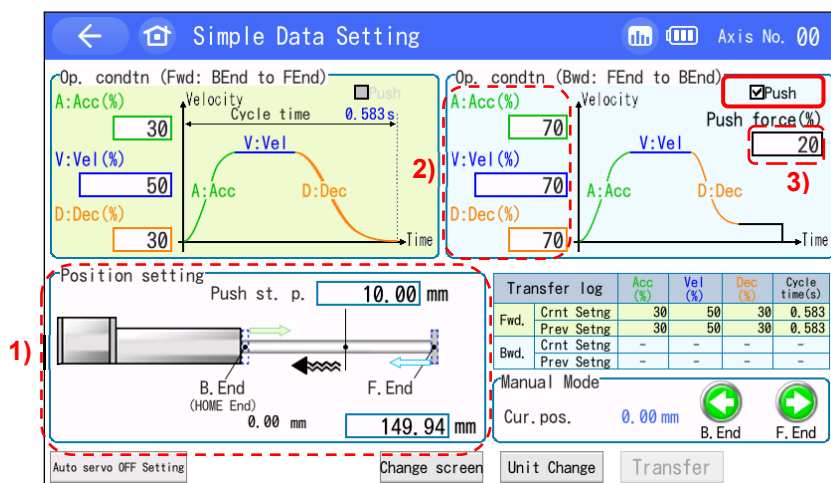 Simple Data Setting
Axis No. 00
Op. condtn (Fwd: BEnd to FEnd)
Push
A:Acc(%)
30
V:Vel(%)
50
D:Dec(%)
30
Velocity
Cycle time
0.583s
V:Vel
A:Acc
D:Dec
Time
2)
Op. condtn (Bwd: FEnd to BEnd)
Push
A:Acc(%)
70
V:Vel(%)
70
D:Dec(%)
70
Velocity
Push force(%)
20
3)
V:Vel
A:Acc
D:Dec
Time
1)
Position setting
Push st. p. 10.00 mm
B. End
(HOME End)
F. End
0.00 mm
149.94 mm
Transfer log Acc (%) Vel (%) Dec (%) Cycle time(s)
Fwd. Crnt Setng 30 50 30 0.583
Prev Setng 30 50 30 0.583
Bwd. Crnt Setng - - - -
Prev Setng - - - -
Manual Mode
Cur. pos. 0.00 mm
B. End
F. End
Auto servo OFF Setting
Change screen
Unit Change
Transfer